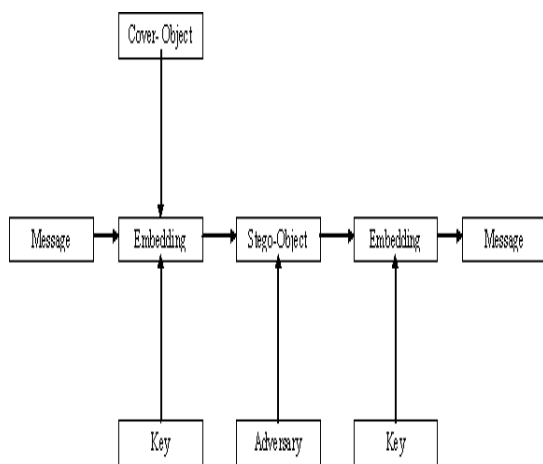 Cover- Object
Message
Embedding
Stego-Object
Embedding
Message
Key
Adversary
Key